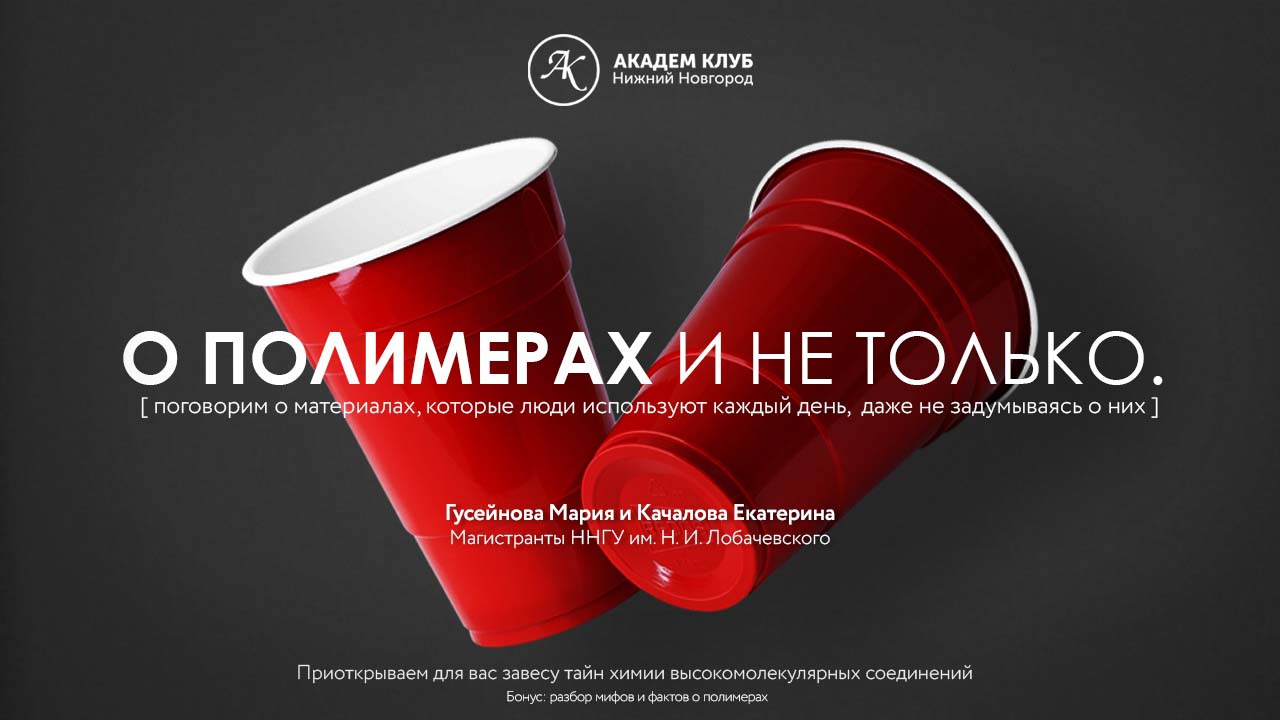 АК
АКАДЕМ КЛУБ
Нижний Новгород
О ПОЛИМЕРАХ И НЕ ТОЛЬКО.
[ поговорим о материалах, которые люди используют каждый день, даже не задумываясь о них ]
Гусейнова Мария и Качалова Екатерина
Магистранты ННГУ им. Н. И. Лобачевского
Приоткрываем для вас завесу тайн химии высокомолекулярных соединений
Бонус: разбор мифов и фактов о полимерах